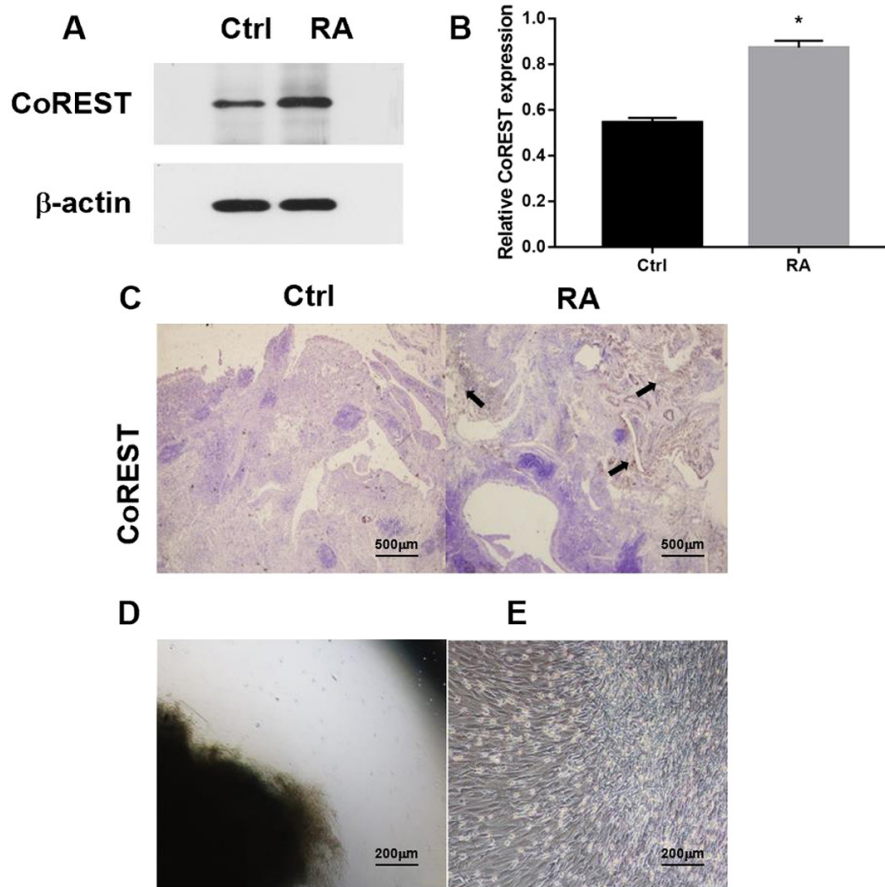 A
Ctrl RA
CoREST
β-actin
B
Relative CoREST expression
1.0
0.8
0.6
0.4
0.2
0.0
*
Ctrl RA
C
Ctrl RA
CoREST
500μm 500μm
D E
200μm 200μm